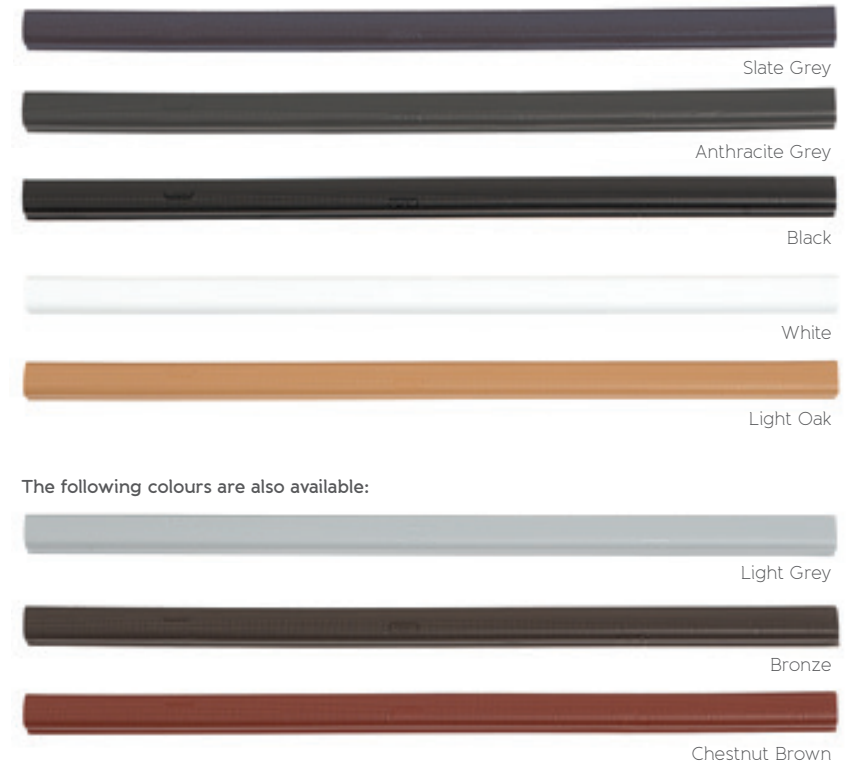 Slate Grey
Anthracite Grey
Black
White
Light Oak
The following colours are also available:
Light Grey
Bronze
Chestnut Brown